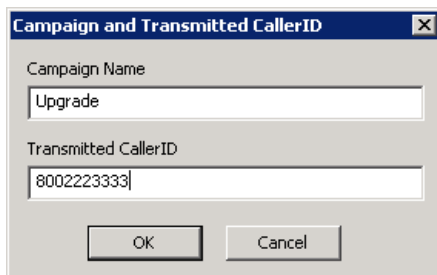 Campaign and Transmitted CallerID
Campaign Name
Upgrade
Transmitted CallerID
8002223333
OK Cancel